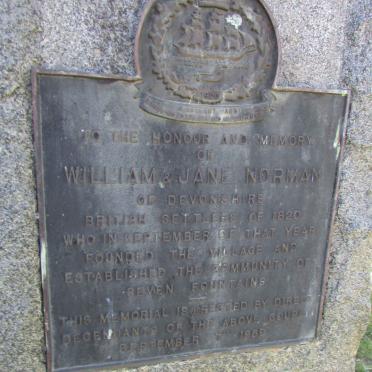 TO THE HONOUR AND MEMORY
OF
WILLIAM & JANE NORMAN
OF DEVONSHIRE
BRITISH SETTLERS OF 1820
WHO IN SEPTEMBER OF THAT YEAR
FOUNDED THE VILLAGE AND
ESTABLISHED THE COMMUNITY OF
SEVEN FOUNTAINS
THIS MEMORIAL IS ERECTED BY DIRECT
DECENDANTS OF THE ABOVE
SEPTEMBER